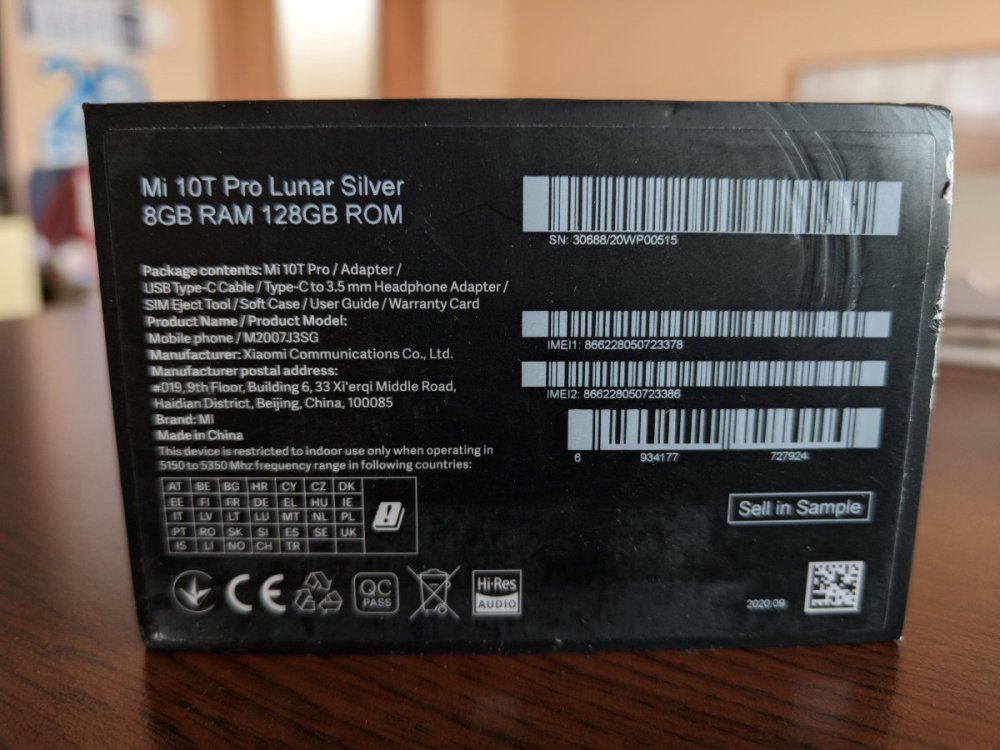 Mi 10T Pro Lunar Silver
8GB RAM 128GB ROM
Package contents: Mi 10T Pro / Adapter /
USB Type-C Cable / Type-C to 3.5 mm Headphone Adapter /
SIM Eject Tool / Soft Case / User Guide / Warranty Card
Product Name / Product Model:
Mobile phone / M2007J3SG
Manufacturer: Xiaomi Communications Co., Ltd.
Manufacturer postal address:
#019, 9th Floor, Building 6, 33 Xi'erqi Middle Road,
Haidian District, Beijing, China, 100085
Brand: MI
Made in China
This device is restricted to indoor use only when operating in
5150 to 5350 Mhz frequency range in following countries:
AT BE BG HR CY CZ DK
EE FI FR DE EL HU IE
IT LV LT LU MT NL PL
PT RO SK SI ES SE UK
IS LI NO CH TR
CE
QC
PASS
Hi-Res
AUDIO
SN: 30688/20WP00515
IMEI1: 866228050723378
IMEI2: 866228050723386
6 934177 727924
Sell in Sample
2020.09